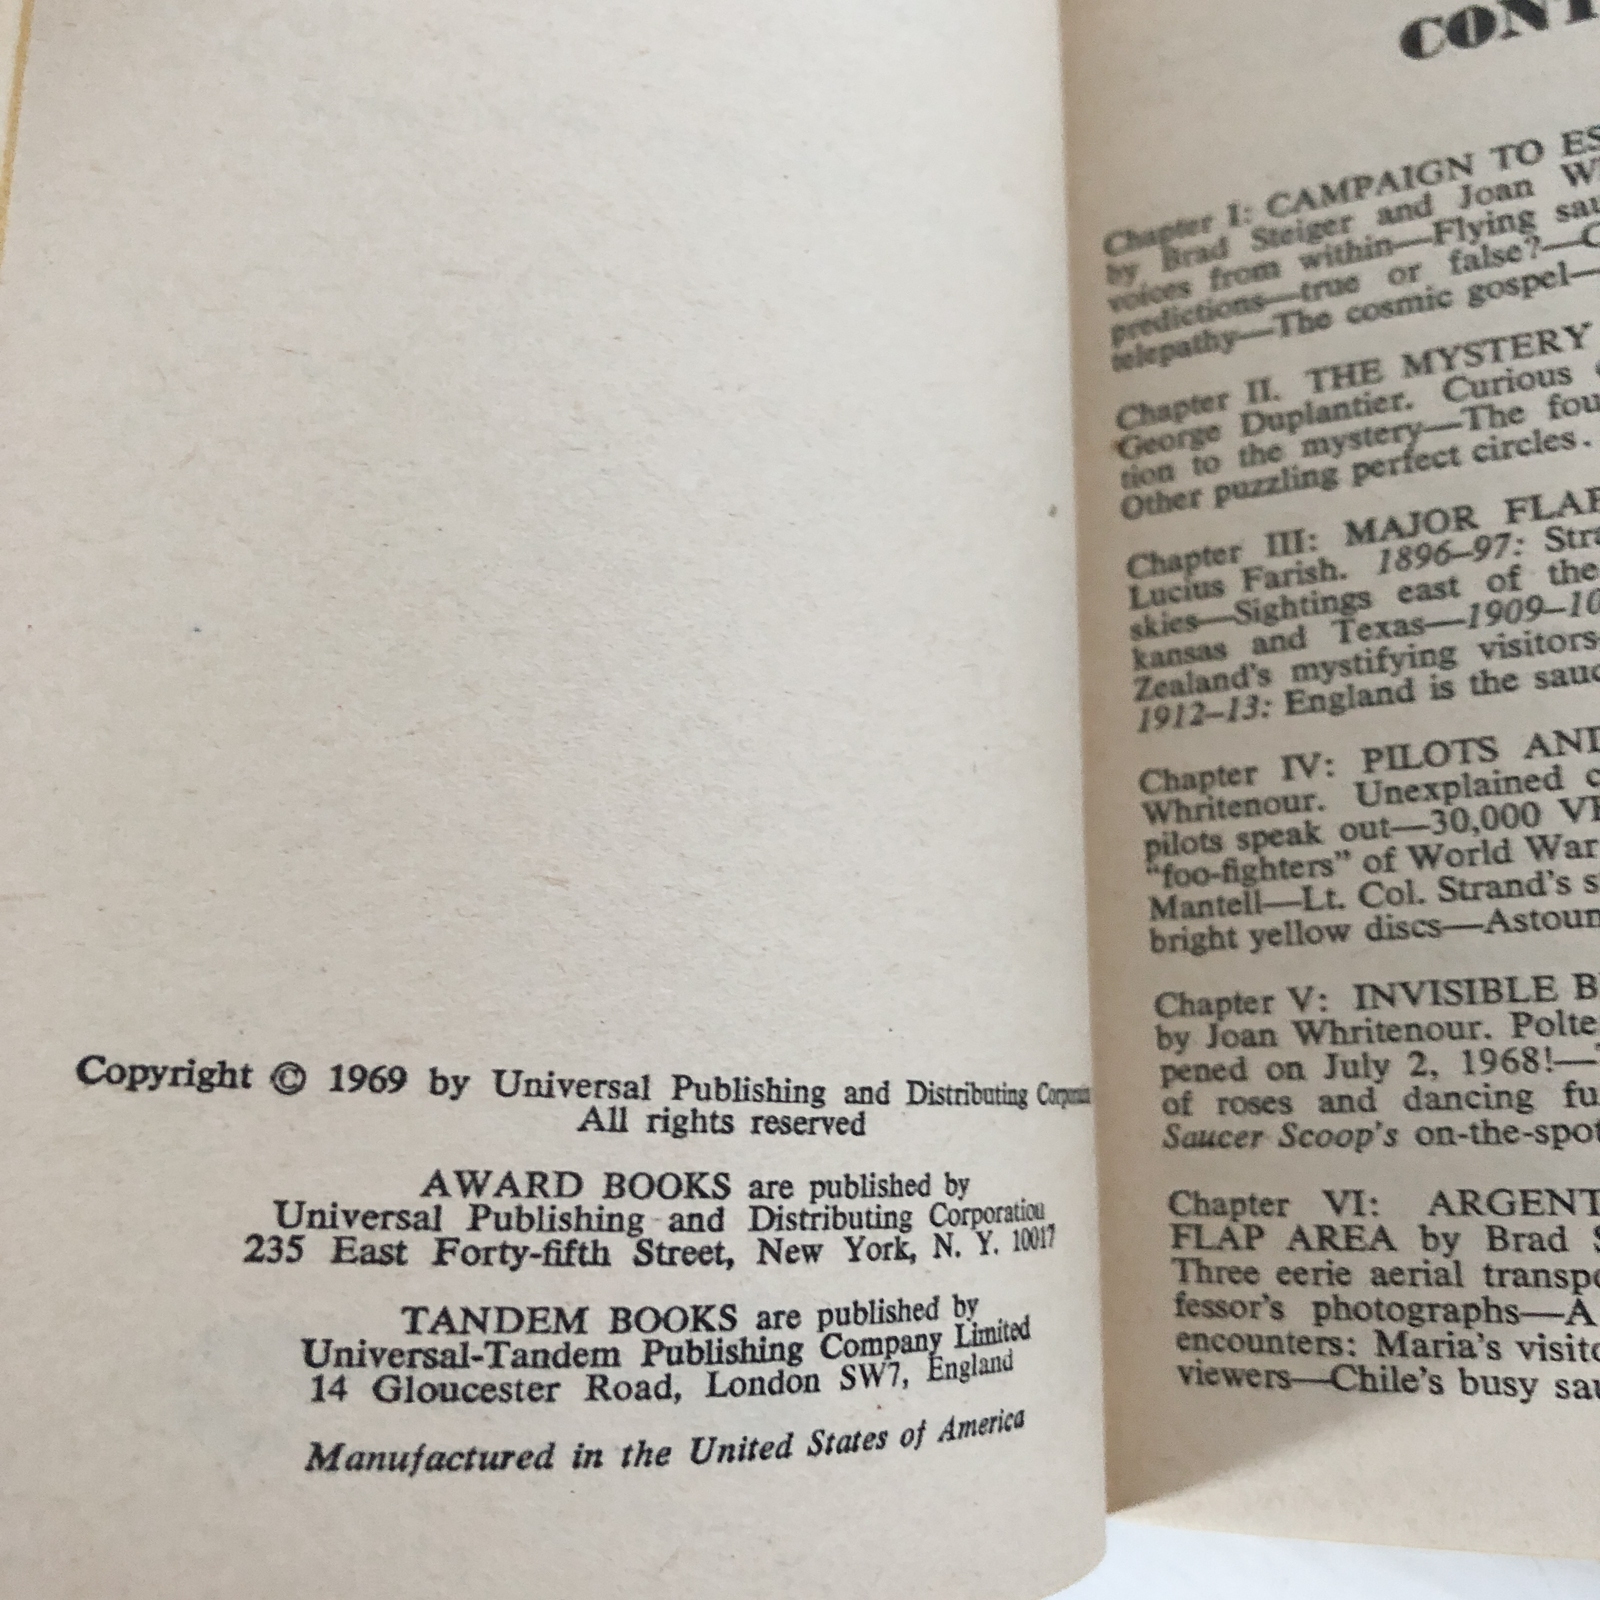 Copyright © 1969 by Universal Publishing and Distributing
All rights reserved
AWARD BOOKS are published by
Universal Publishing and Distributing Corporation
235 East Forty-fifth Street, New York, N. Y. 10017
TANDEM BOOKS are published by
Universal-Tandem Publishing Company Limited
14 Gloucester Road, London SW7, England
Manufactured in the United States of America
CONT
Chapter I: CAMPAIGN TO ES
by Brad Steiger and Joan W
voices from within—Flying sau
predictions—true or false?—C
telepathy—The cosmic gospel—
Chapter II. THE MYSTERY
George Duplantier. Curious
tion to the mystery—The fou
Other puzzling perfect circles.
Chapter III: MAJOR FLAP
Lucius Farish. 1896–97: Stra
skies—Sightings east of the
kansas and Texas—1909–10
Zealand's mystifying visitors
1912–13: England is the sauc
Chapter IV: PILOTS AND
Whritenour. Unexplained c
pilots speak out—30,000 V
"foo-fighters" of World War
Mantell—Lt. Col. Strand's s
bright yellow discs—Astoun
Chapter V: INVISIBLE B
by Joan Whritenour. Polte
pened on July 2, 1968!—
of roses and dancing fu
Saucer Scoop's on-the-spot
Chapter VI: ARGENT
FLAP AREA by Brad S
Three eerie aerial transpo
fessor's photographs—A
encounters: Maria's visito
viewers—Chile's busy sau